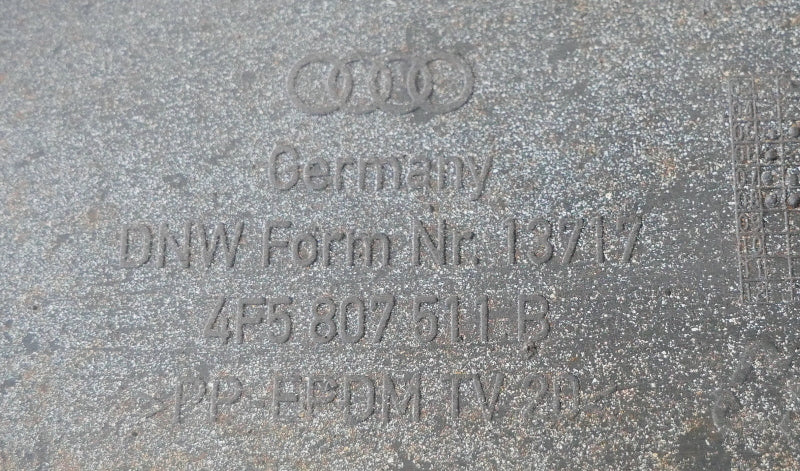 Germany
DNW Form Nr. 13717
4F5 807 511 B
>PP-EPDM TV 20<